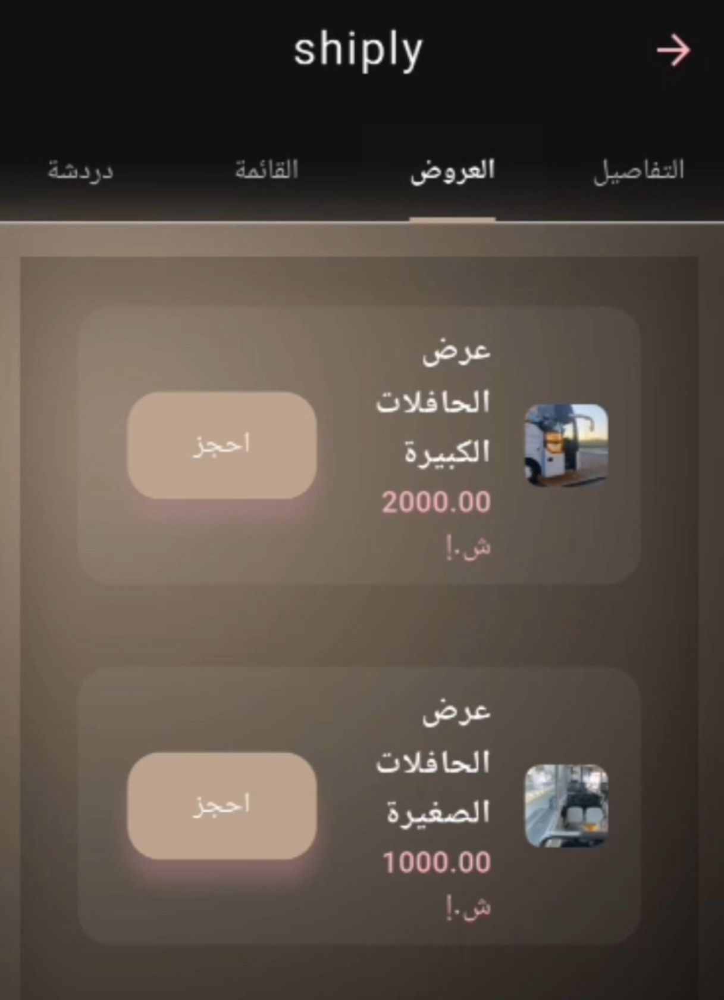 shiply
التفاصيل
العروض
القائمة
دردشة
عرض
الحافلات
الكبيرة
2000.00
ش.إ
احجز
عرض
الحافلات
الصغيرة
1000.00
ش.إ
احجز